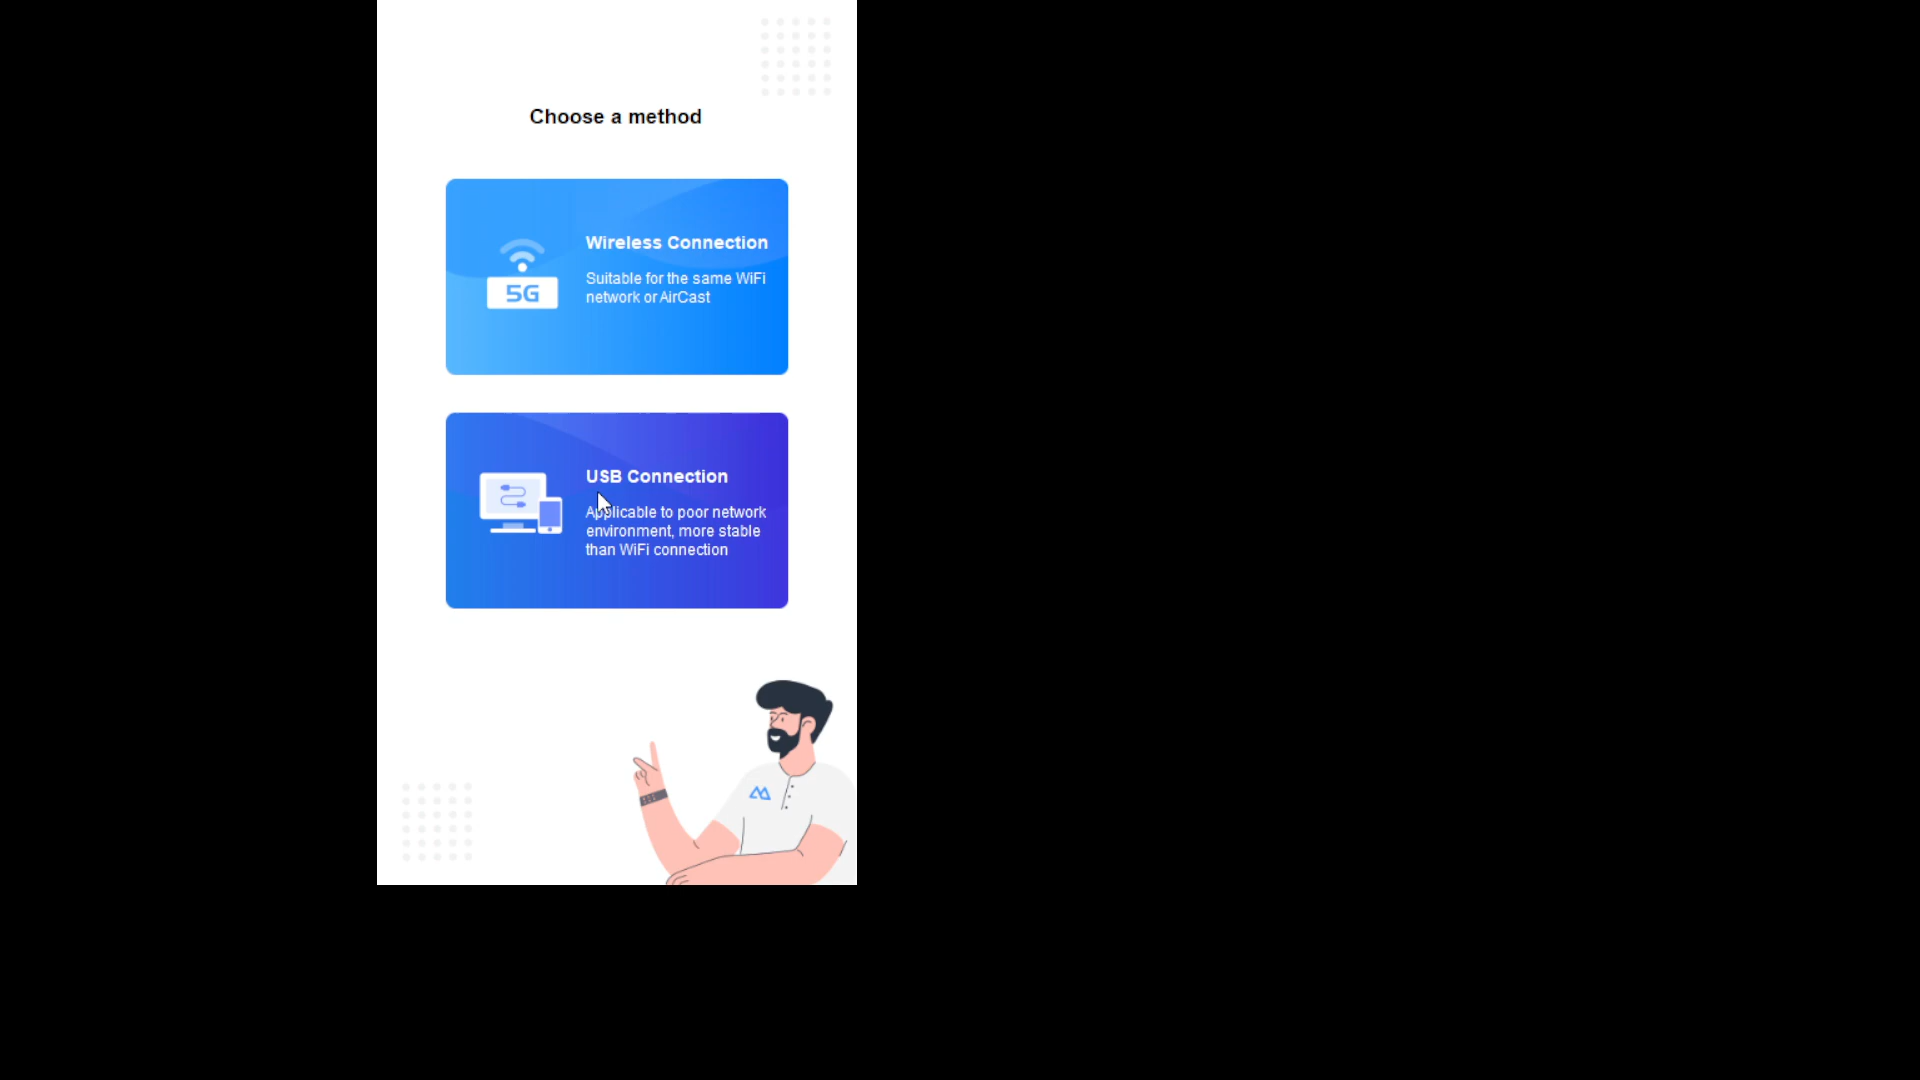 Choose a method
Wireless Connection
Suitable for the same WiFi
network or AirCast
5G
USB Connection
Applicable to poor network
environment, more stable
than WiFi connection